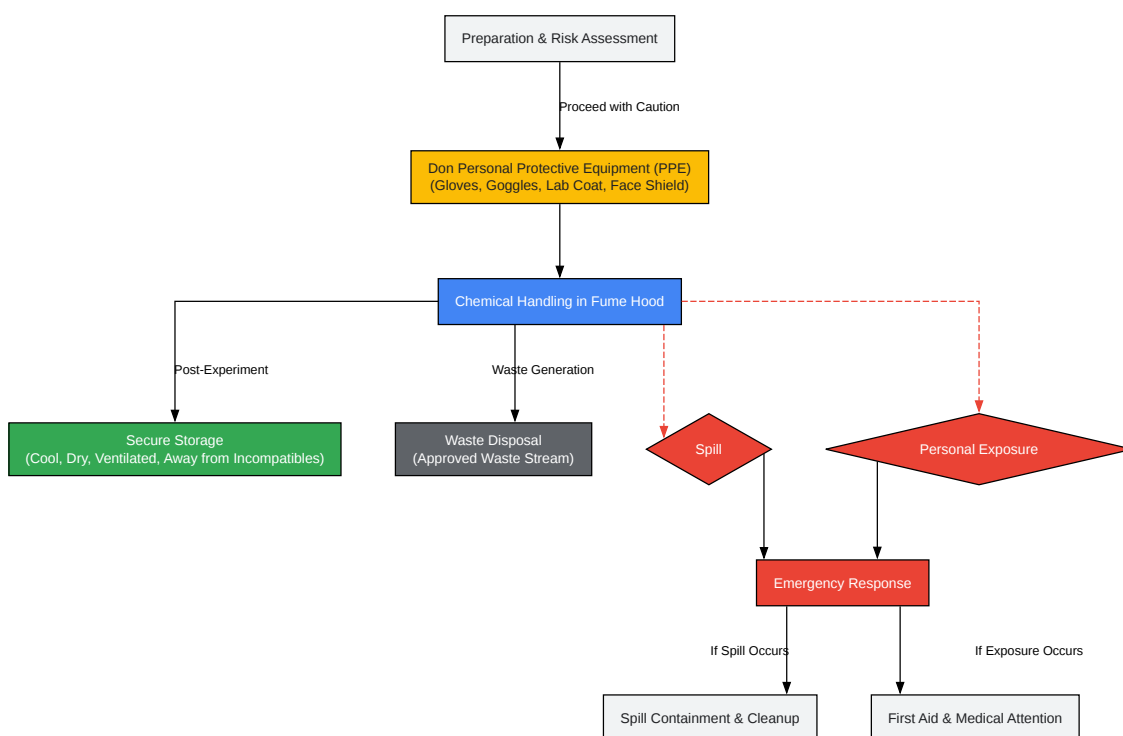 Preparation & Risk Assessment
Proceed with Caution
Don Personal Protective Equipment (PPE)
(Gloves, Goggles, Lab Coat, Face Shield)
Chemical Handling in Fume Hood
Post-Experiment
Waste Generation
Secure Storage
(Cool, Dry, Ventilated, Away from Incompatibles)
Waste Disposal
(Approved Waste Stream)
Spill
Personal Exposure
Emergency Response
If Spill Occurs
If Exposure Occurs
Spill Containment & Cleanup
First Aid & Medical Attention